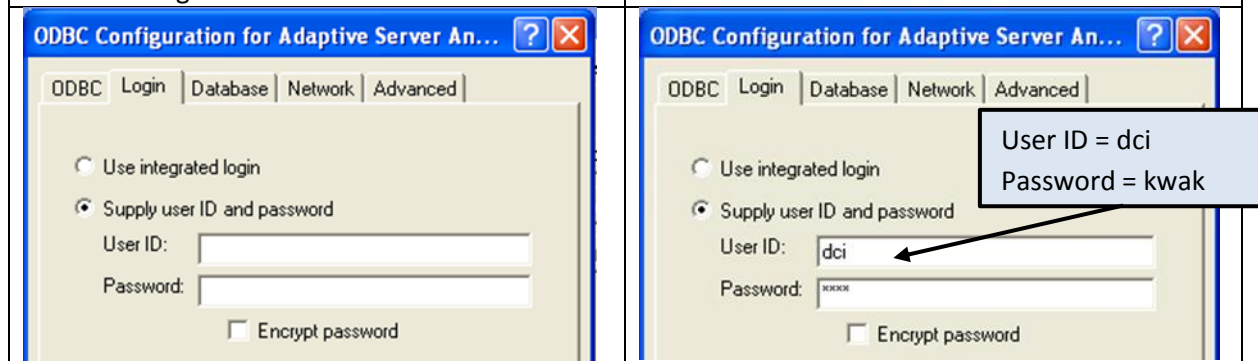 ODBC Configuration for Adaptive Server An...
ODBC Login Database Network Advanced
Use integrated login
Supply user ID and password
User ID:
Password:
Encrypt password
ODBC Configuration for Adaptive Server An...
ODBC Login Database Network Advanced
User ID = dci
Password = kwak
Use integrated login
Supply user ID and password
User ID: dci
Password: xxxx
Encrypt password